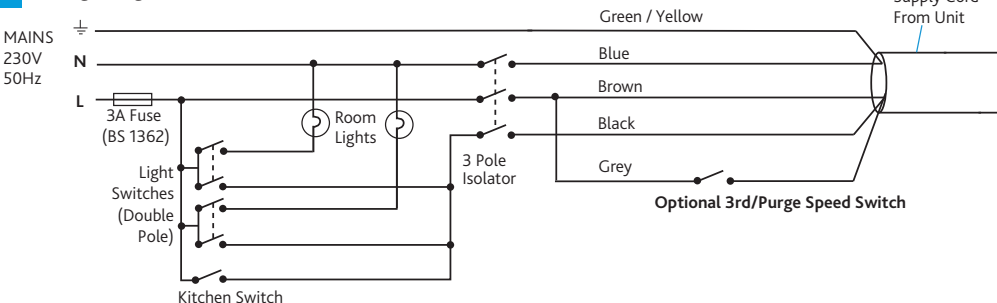 Supply Cord
From Unit
Green / Yellow
MAINS
230V
50Hz
N
Blue
L
Brown
3A Fuse
(BS 1362)
Room
Lights
Black
3 Pole
Isolator
Light
Switches
(Double
Pole)
Grey
Optional 3rd/Purge Speed Switch
Kitchen Switch